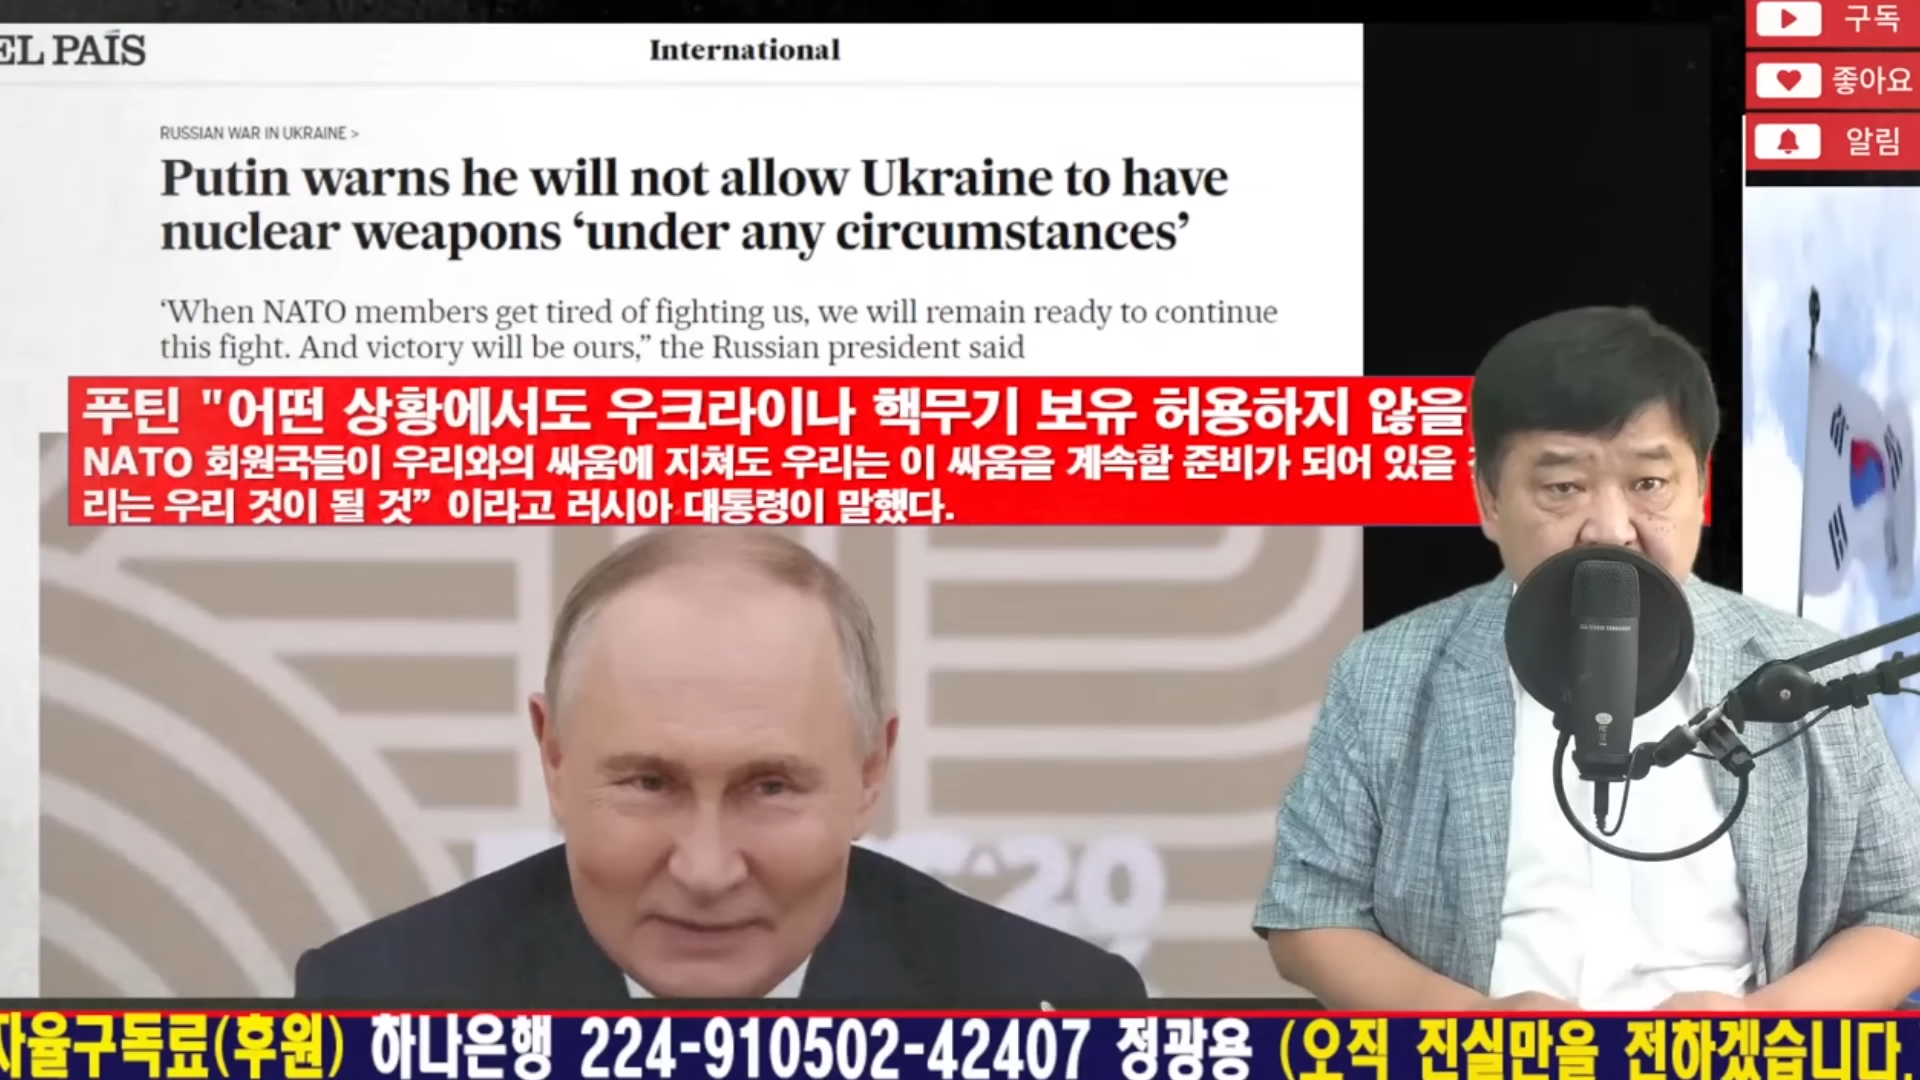 EL PAÍS
International
구독
좋아요
알림
RUSSIAN WAR IN UKRAINE >
Putin warns he will not allow Ukraine to have
nuclear weapons ‘under any circumstances’
‘When NATO members get tired of fighting us, we will remain ready to continue
this fight. And victory will be ours,” the Russian president said
푸틴 "어떤 상황에서도 우크라이나 핵무기 보유 허용하지 않을
NATO 회원국들이 우리와의 싸움에 지쳐도 우리는 이 싸움을 계속할 준비가 되어 있을
리는 우리 것이 될 것” 이라고 러시아 대통령이 말했다.
자율구독료(후원) 하나은행 224-910502-42407 정광용 (오직 진실만을 전하겠습니다.